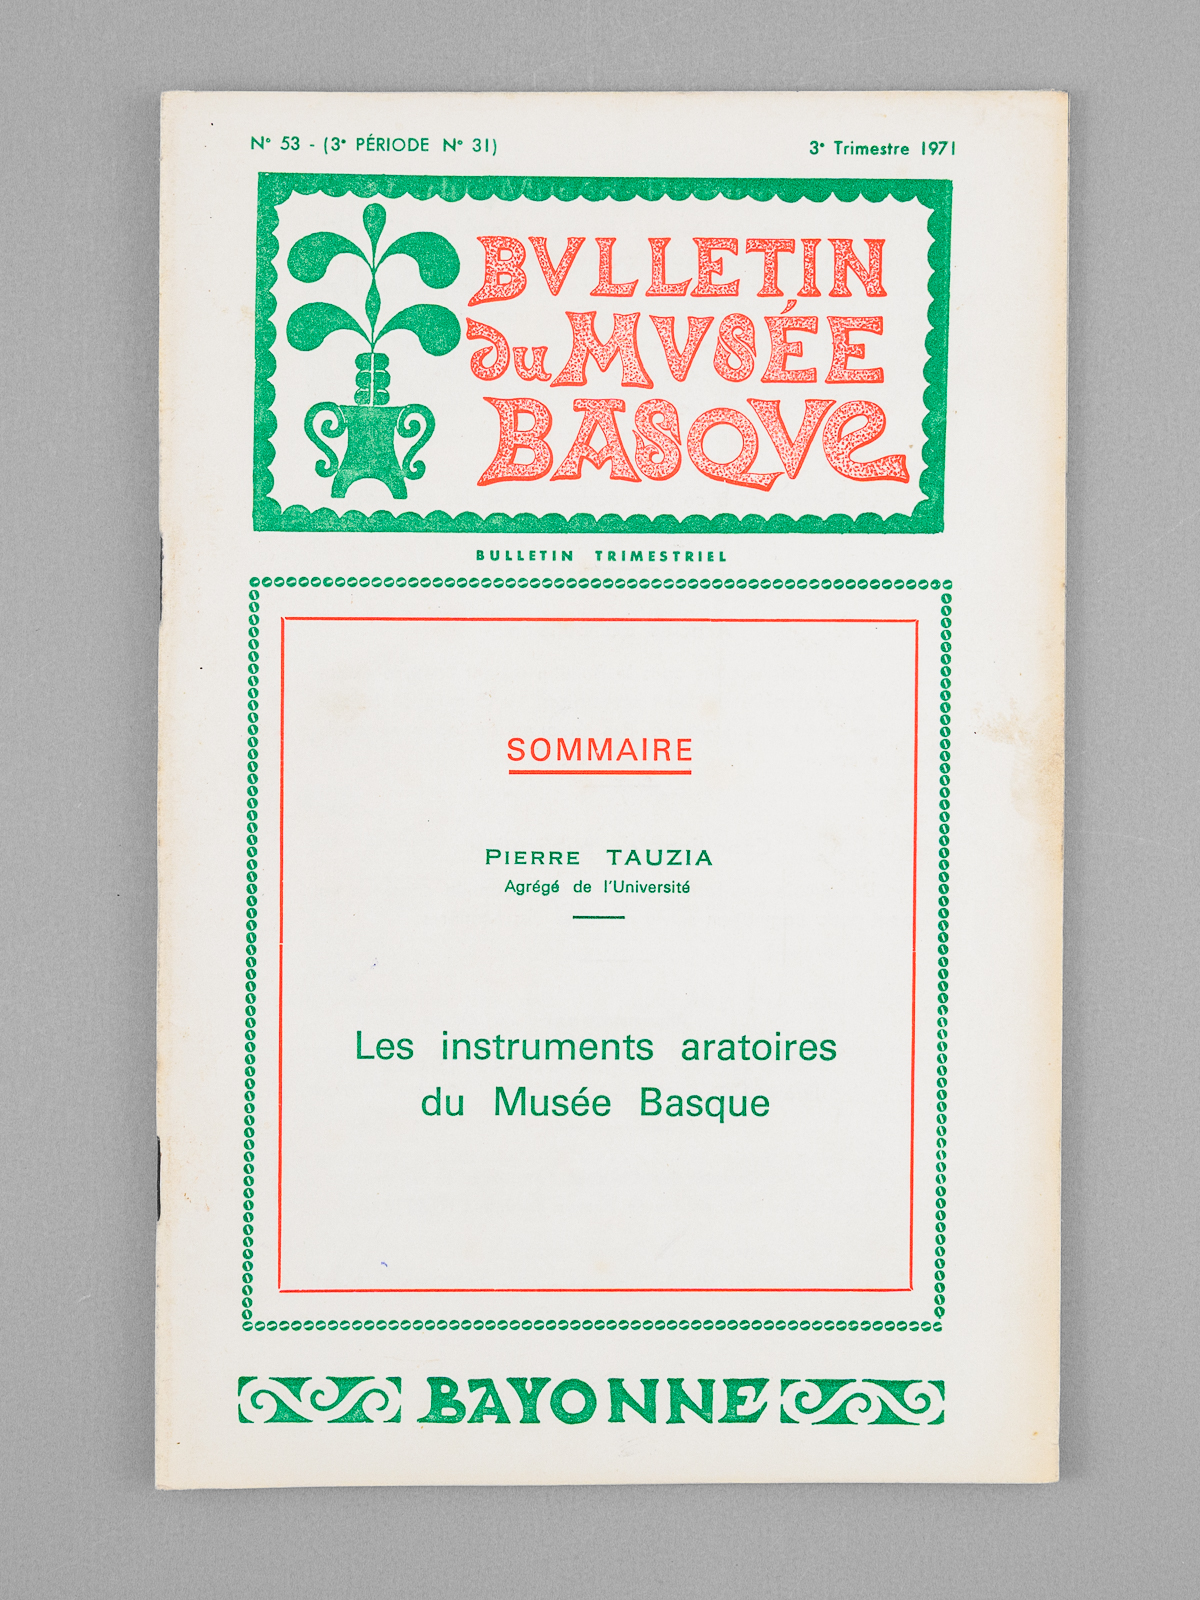 N° 53 - (3e PÉRIODE N° 31)
3e Trimestre 1971
BVLLETIN
du MVSÉE
BASQVe
BULLETIN TRIMESTRIEL
SOMMAIRE
PIERRE TAUZIA
Agrégé de l'Université
Les instruments aratoires
du Musée Basque
BAYONNE